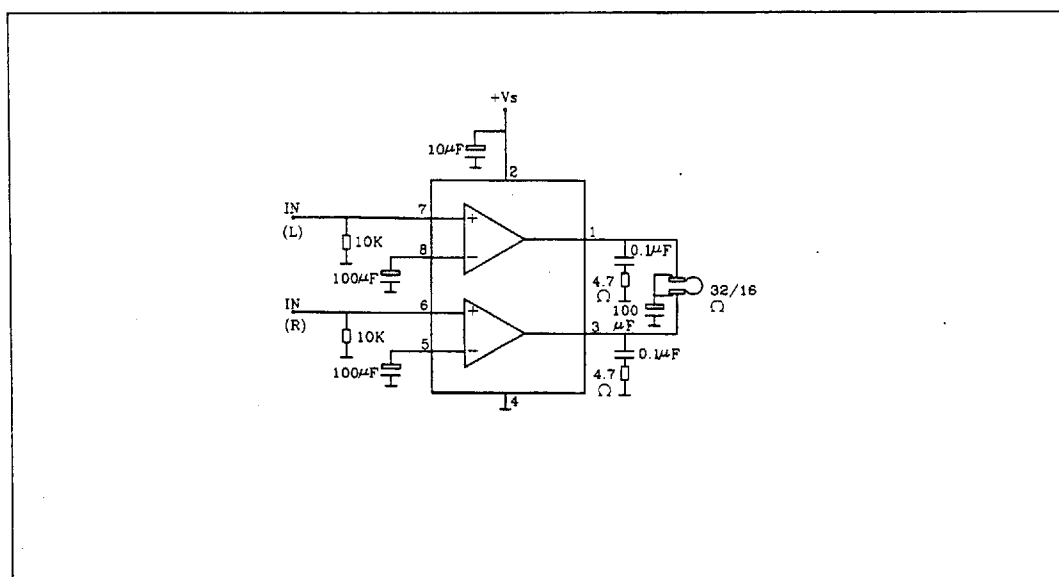 +Vs
10µF
2
IN
(L)
7
10K
8
100µF
1
0.1µF
4.7
Ω
32/16
Ω
100
µF
IN
(R)
6
10K
5
100µF
3
0.1µF
4.7
Ω
4